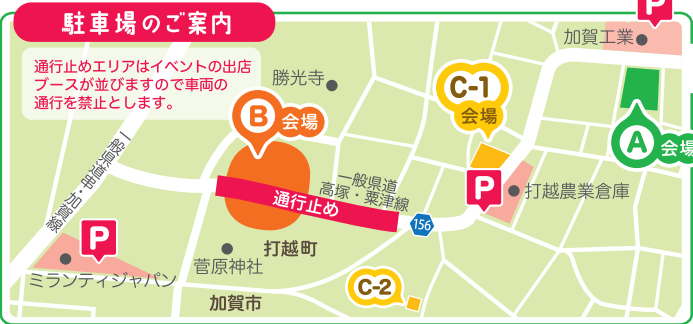 駐車場のご案内
通行止めエリアはイベントの出店
ブースが並びますので車両の
通行を禁止とします。
P
加賀工業
勝光寺
C-1
会場
B 会場
A 会場
一般県道串・加賀線
一般県道
高塚・粟津線
通行止め
P
打越農業倉庫
156
P
ミランティジャパン
菅原神社
打越町
加賀市
C-2